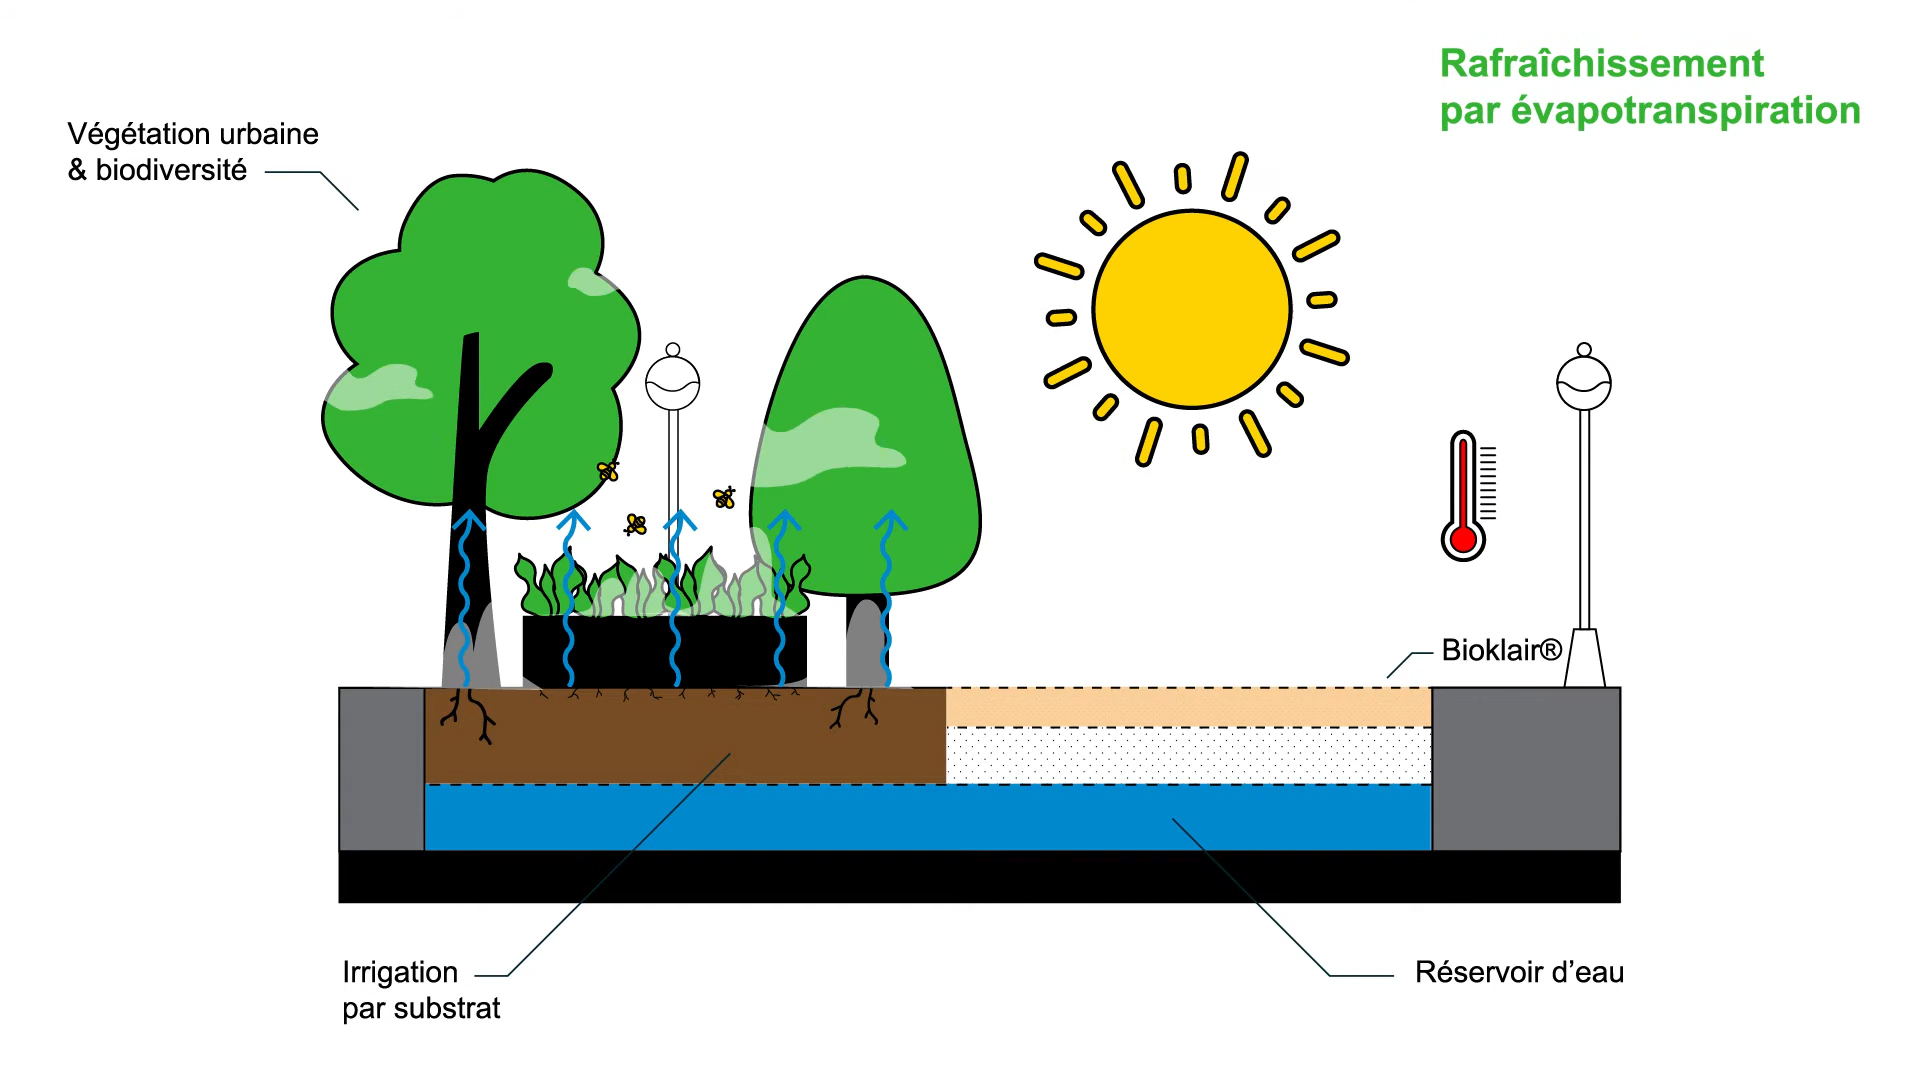 Rafraîchissement
par évapotranspiration
Végétation urbaine
& biodiversité
Bioklair®
Irrigation
par substrat
Réservoir d’eau